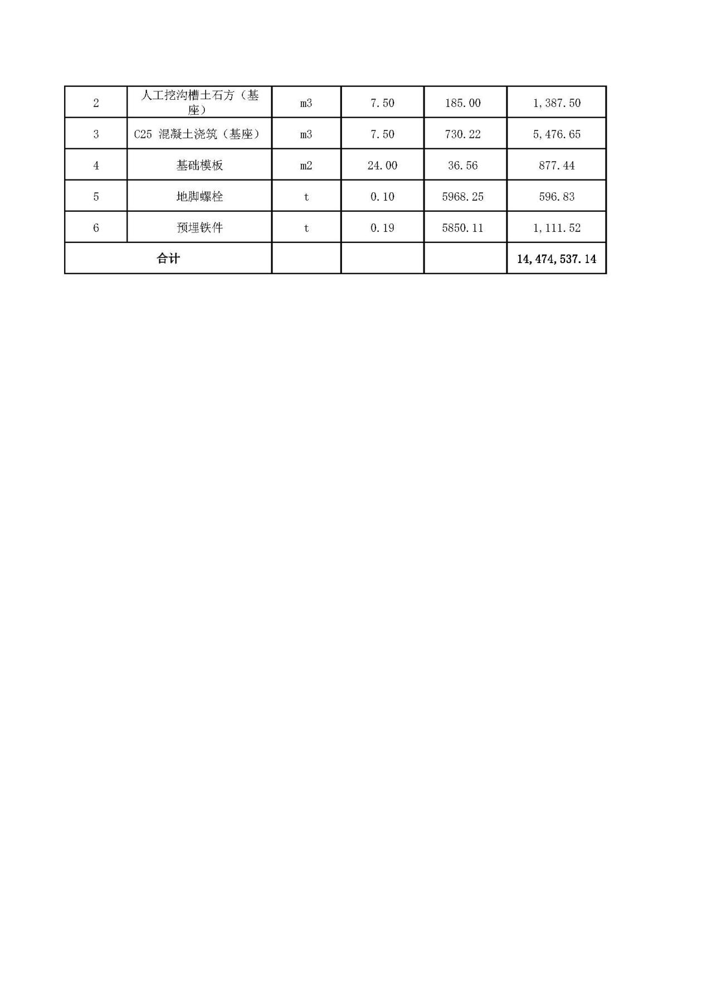 2 人工挖沟槽土石方（基座） m3 7.50 185.00 1,387.50
3 C25 混凝土浇筑（基座） m3 7.50 730.22 5,476.65
4 基础模板 m2 24.00 36.56 877.44
5 地脚螺栓 t 0.10 5968.25 596.83
6 预埋铁件 t 0.19 5850.11 1,111.52
合计 14,474,537.14